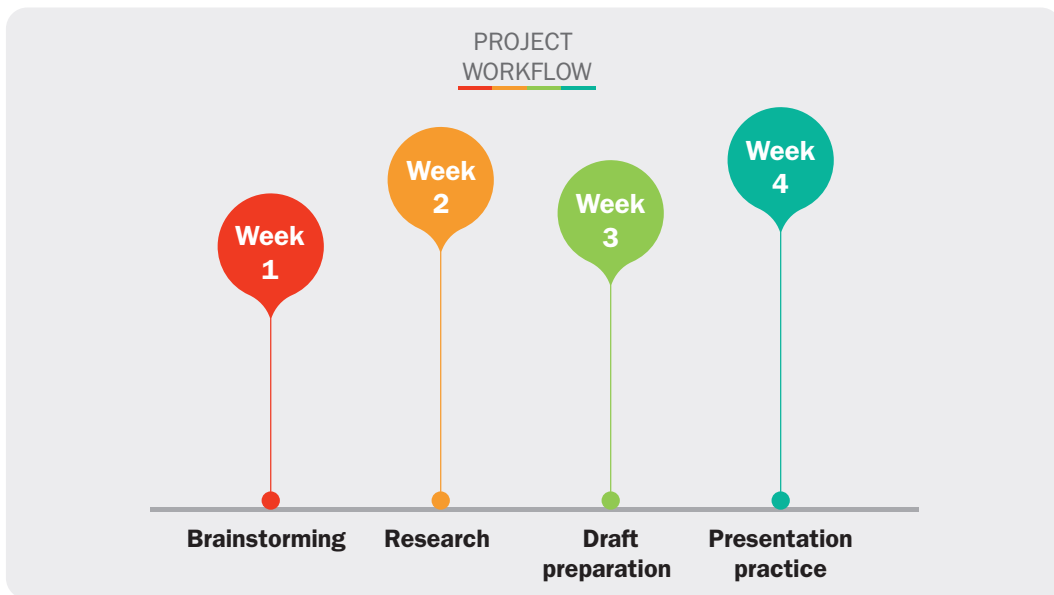 PROJECT
WORKFLOW
Week
1
Week
2
Week
3
Week
4
Brainstorming
Research
Draft
preparation
Presentation
practice